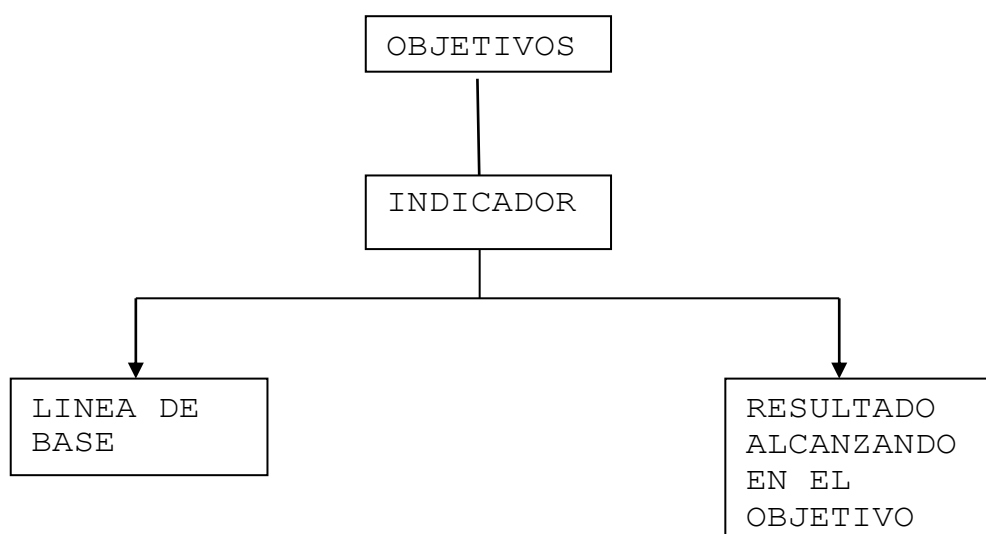 OBJETIVOS
INDICADOR
LINEA DE
BASE
RESULTADO
ALCANZANDO
EN EL
OBJETIVO